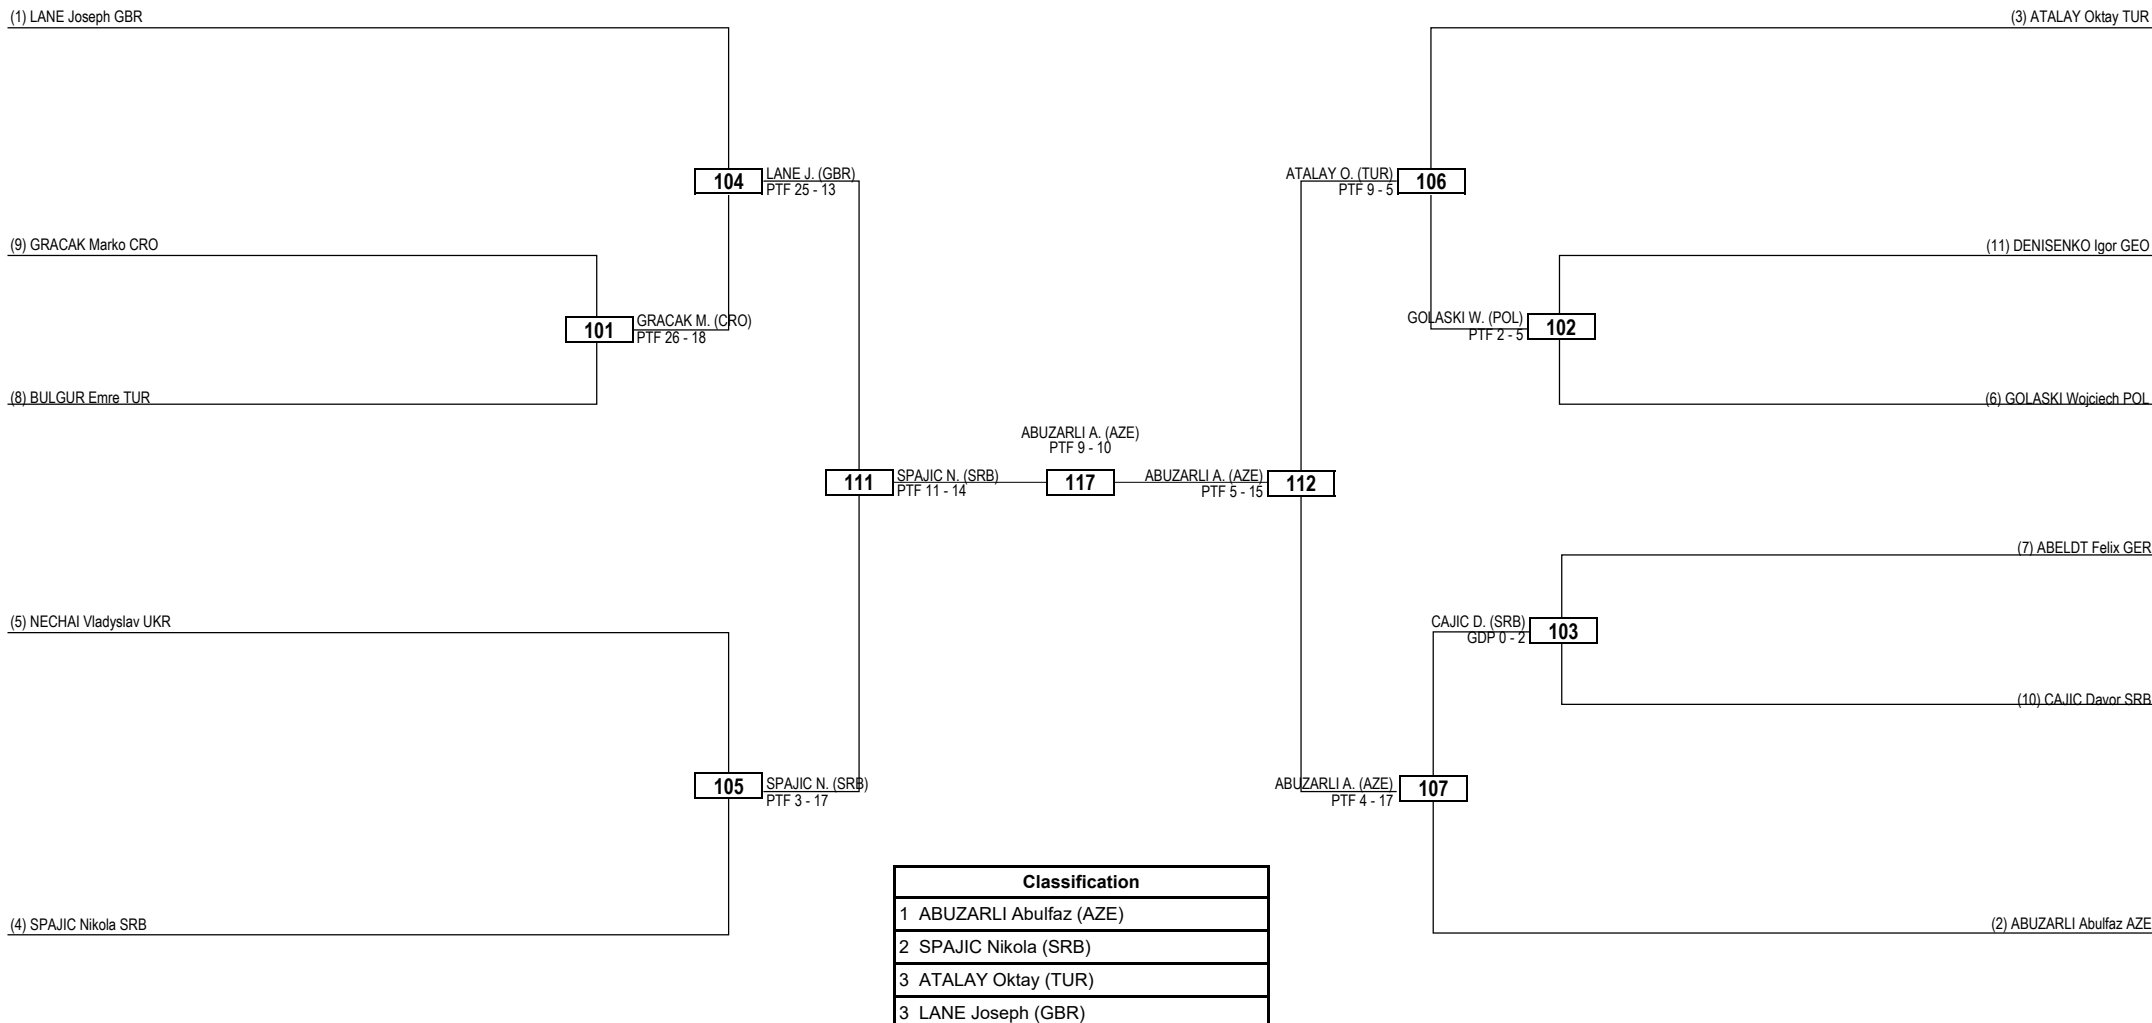 (1) LANE Joseph GBR
(3) ATALAY Oktay TUR
104
LANE J. (GBR)
PTF 25 - 13
ATALAY O. (TUR)
PTF 9 - 5
106
(9) GRACAK Marko CRO
(11) DENISENKO Igor GEO
101
GRACAK M. (CRO)
PTF 26 - 18
GOLASKI W. (POL)
PTF 2 - 5
102
(8) BULGUR Emre TUR
(6) GOLASKI Wojciech POL
ABUZARLI A. (AZE)
PTF 9 - 10
111
SPAJIC N. (SRB)
PTF 11 - 14
117
ABUZARLI A. (AZE)
PTF 5 - 15
112
(7) ABELDT Felix GER
(5) NECHAI Vladyslav UKR
CAJIC D. (SRB)
GDP 0 - 2
103
(10) CAJIC Davor SRB
105
SPAJIC N. (SRB)
PTF 3 - 17
ABUZARLI A. (AZE)
PTF 4 - 17
107
(4) SPAJIC Nikola SRB
(2) ABUZARLI Abulfaz AZE
Classification
1 ABUZARLI Abulfaz (AZE)
2 SPAJIC Nikola (SRB)
3 ATALAY Oktay (TUR)
3 LANE Joseph (GBR)